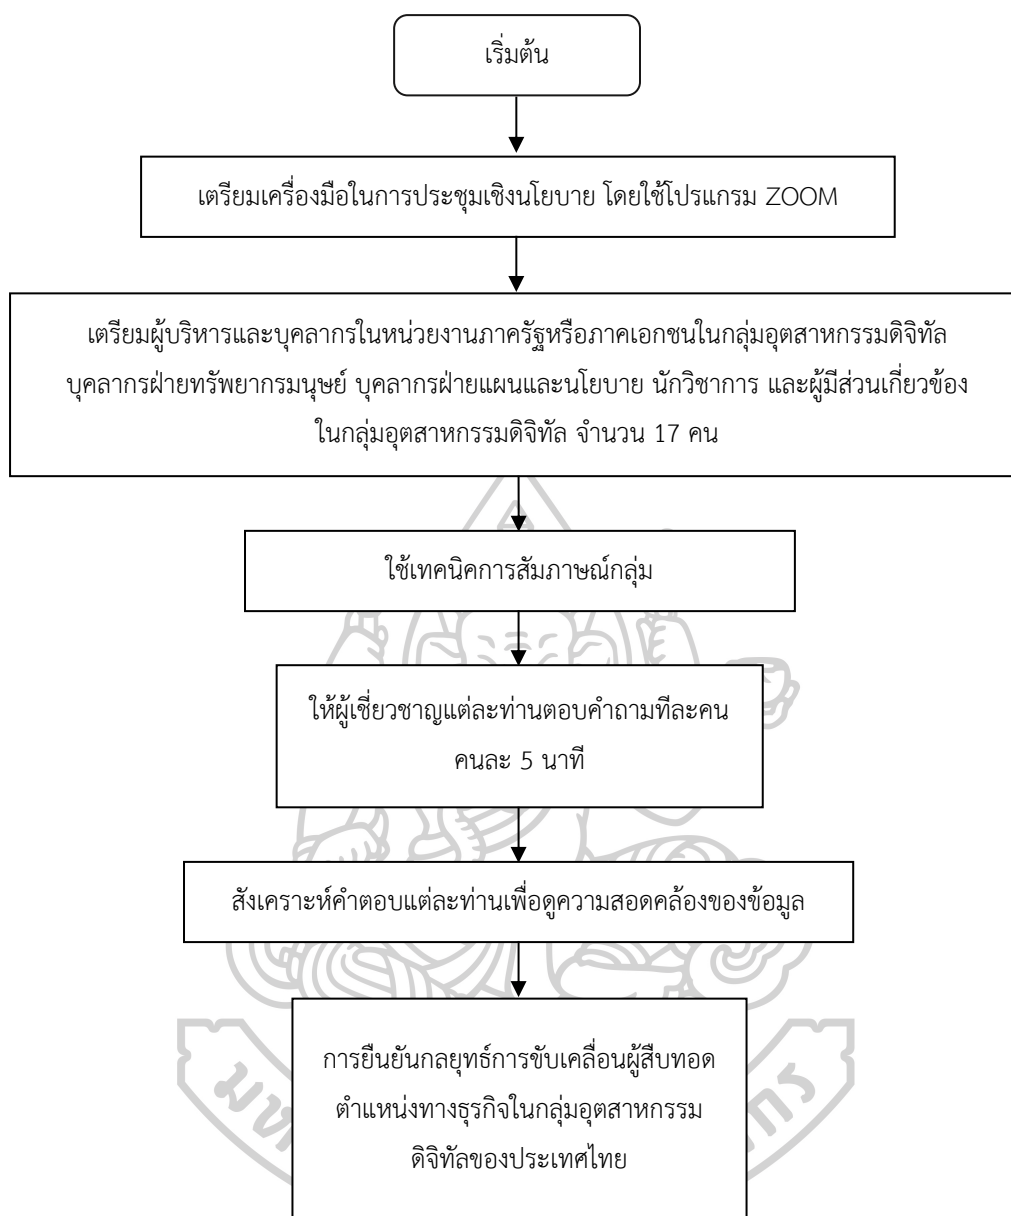 เริ่มต้น
เตรียมเครื่องมือในการประชุมเชิงนโยบาย โดยใช้โปรแกรม ZOOM
เตรียมผู้บริหารและบุคลากรในหน่วยงานภาครัฐหรือภาคเอกชนในกลุ่มอุตสาหกรรมดิจิทัล
บุคลากรฝ่ายทรัพยากรมนุษย์ บุคลากรฝ่ายแผนและนโยบาย นักวิชาการ และผู้มีส่วนเกี่ยวข้อง
ในกลุ่มอุตสาหกรรมดิจิทัล จำนวน 17 คน
ใช้เทคนิคการสัมภาษณ์กลุ่ม
ให้ผู้เชี่ยวชาญแต่ละท่านตอบคำถามทีละคน
คนละ 5 นาที
สังเคราะห์คำตอบแต่ละท่านเพื่อดูความสอดคล้องของข้อมูล
การยืนยันกลยุทธ์การขับเคลื่อนผู้สืบทอด
ตำแหน่งทางธุรกิจในกลุ่มอุตสาหกรรม
ดิจิทัลของประเทศไทย